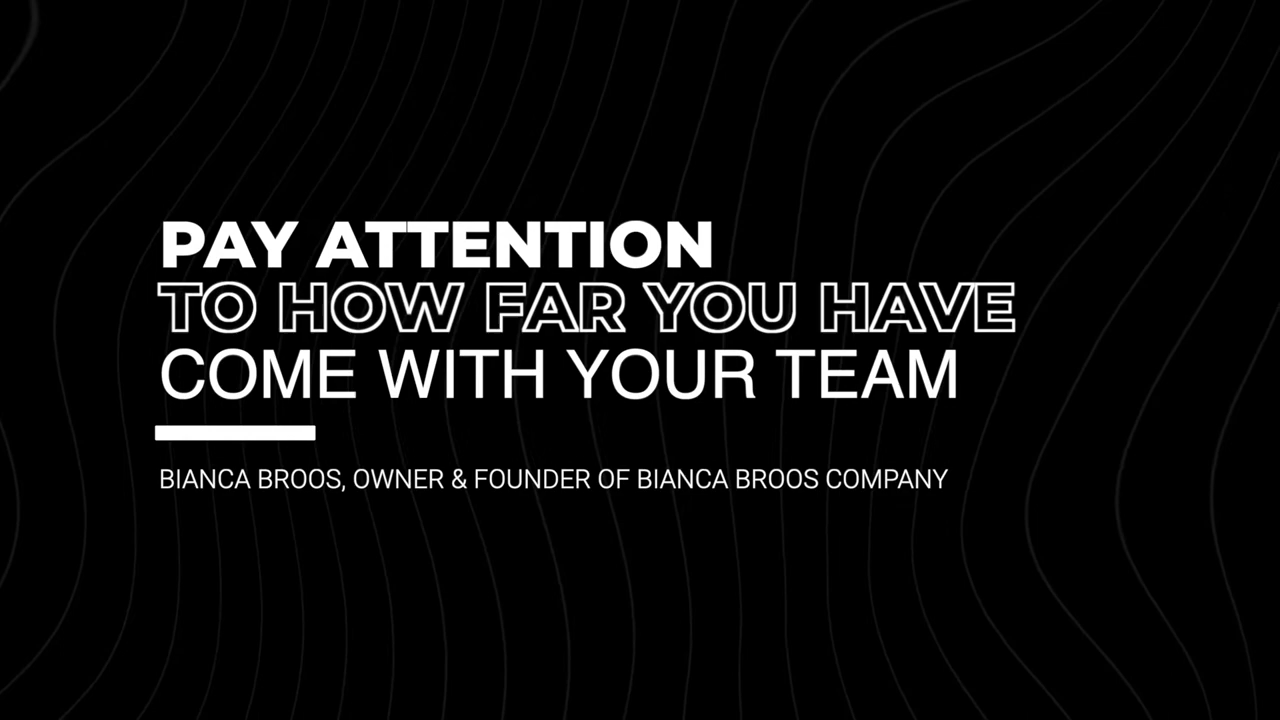 PAY ATTENTION
TO HOW FAR YOU HAVE
COME WITH YOUR TEAM
BIANCA BROOS, OWNER & FOUNDER OF BIANCA BROOS COMPANY